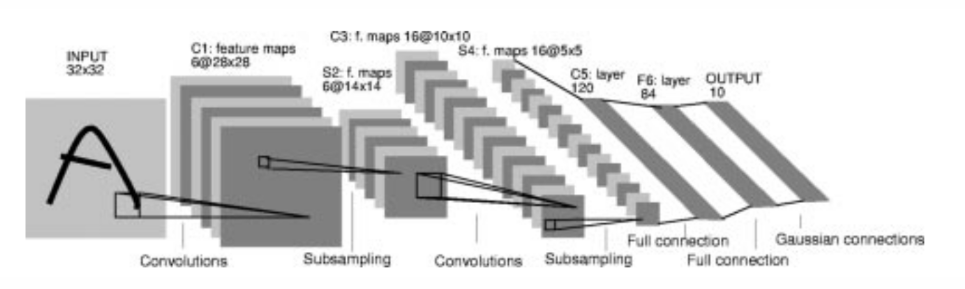 INPUT
32x32
C1: feature maps
6@28x28
C3: f. maps 16@10x10
S2: f. maps
6@14x14
S4: f. maps 16@5x5
C5: layer
120
F6: layer
84
OUTPUT
10
A
Convolutions
Subsampling
Convolutions
Subsampling
Full connection
Full connection
Gaussian connections